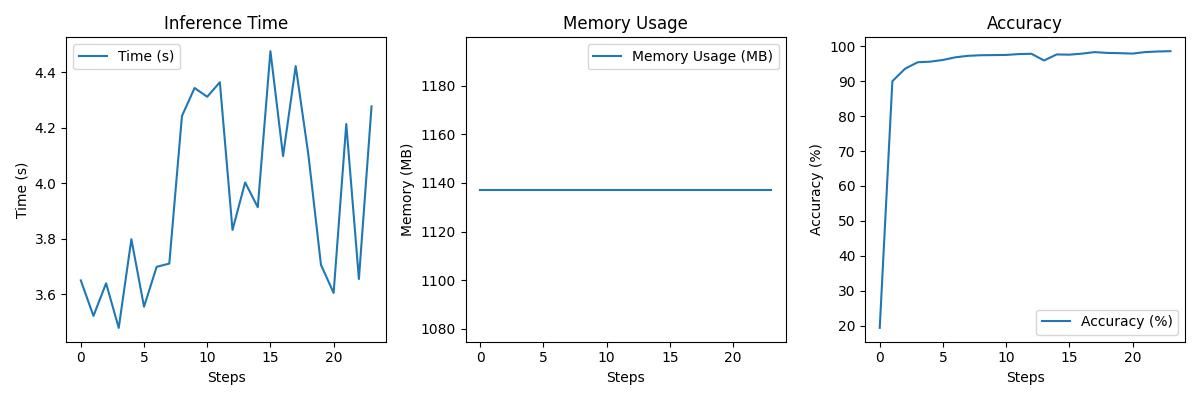 Inference Time
Time (s)
Time (s)
4.4
4.2
4.0
3.8
3.6
0 5 10 15 20
Steps
Memory Usage
Memory Usage (MB)
Memory (MB)
1180
1160
1140
1120
1100
1080
0 5 10 15 20
Steps
Accuracy
Accuracy (%)
100
90
80
70
60
50
40
30
20
Accuracy (%)
0 5 10 15 20
Steps